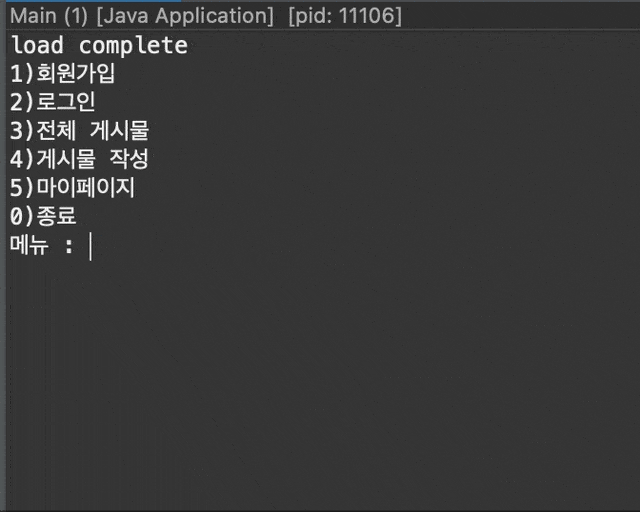 Main (1) [Java Application] [pid: 11106]
load complete
1)회원가입
2)로그인
3)전체 게시물
4)게시물 작성
5)마이페이지
0)종료
메뉴 :